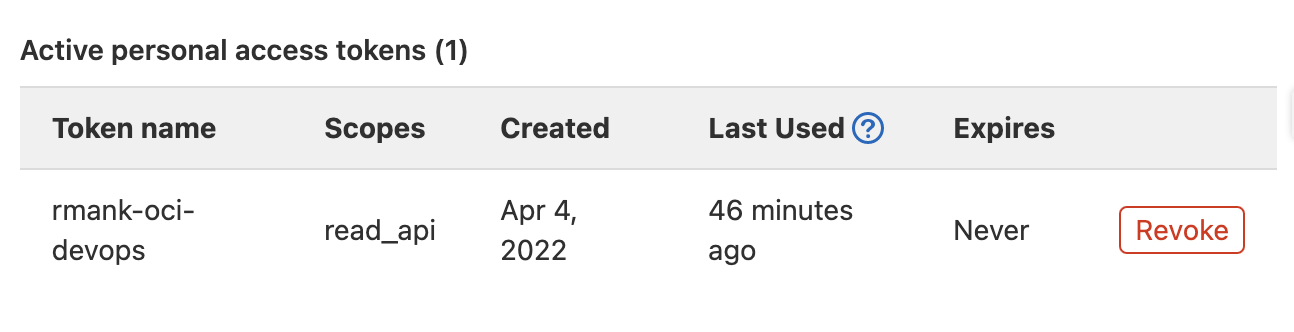 Active personal access tokens (1)
Token name Scopes Created Last Used ? Expires
rmank-oci-
devops
read_api
Apr 4,
2022
46 minutes
ago
Never
Revoke